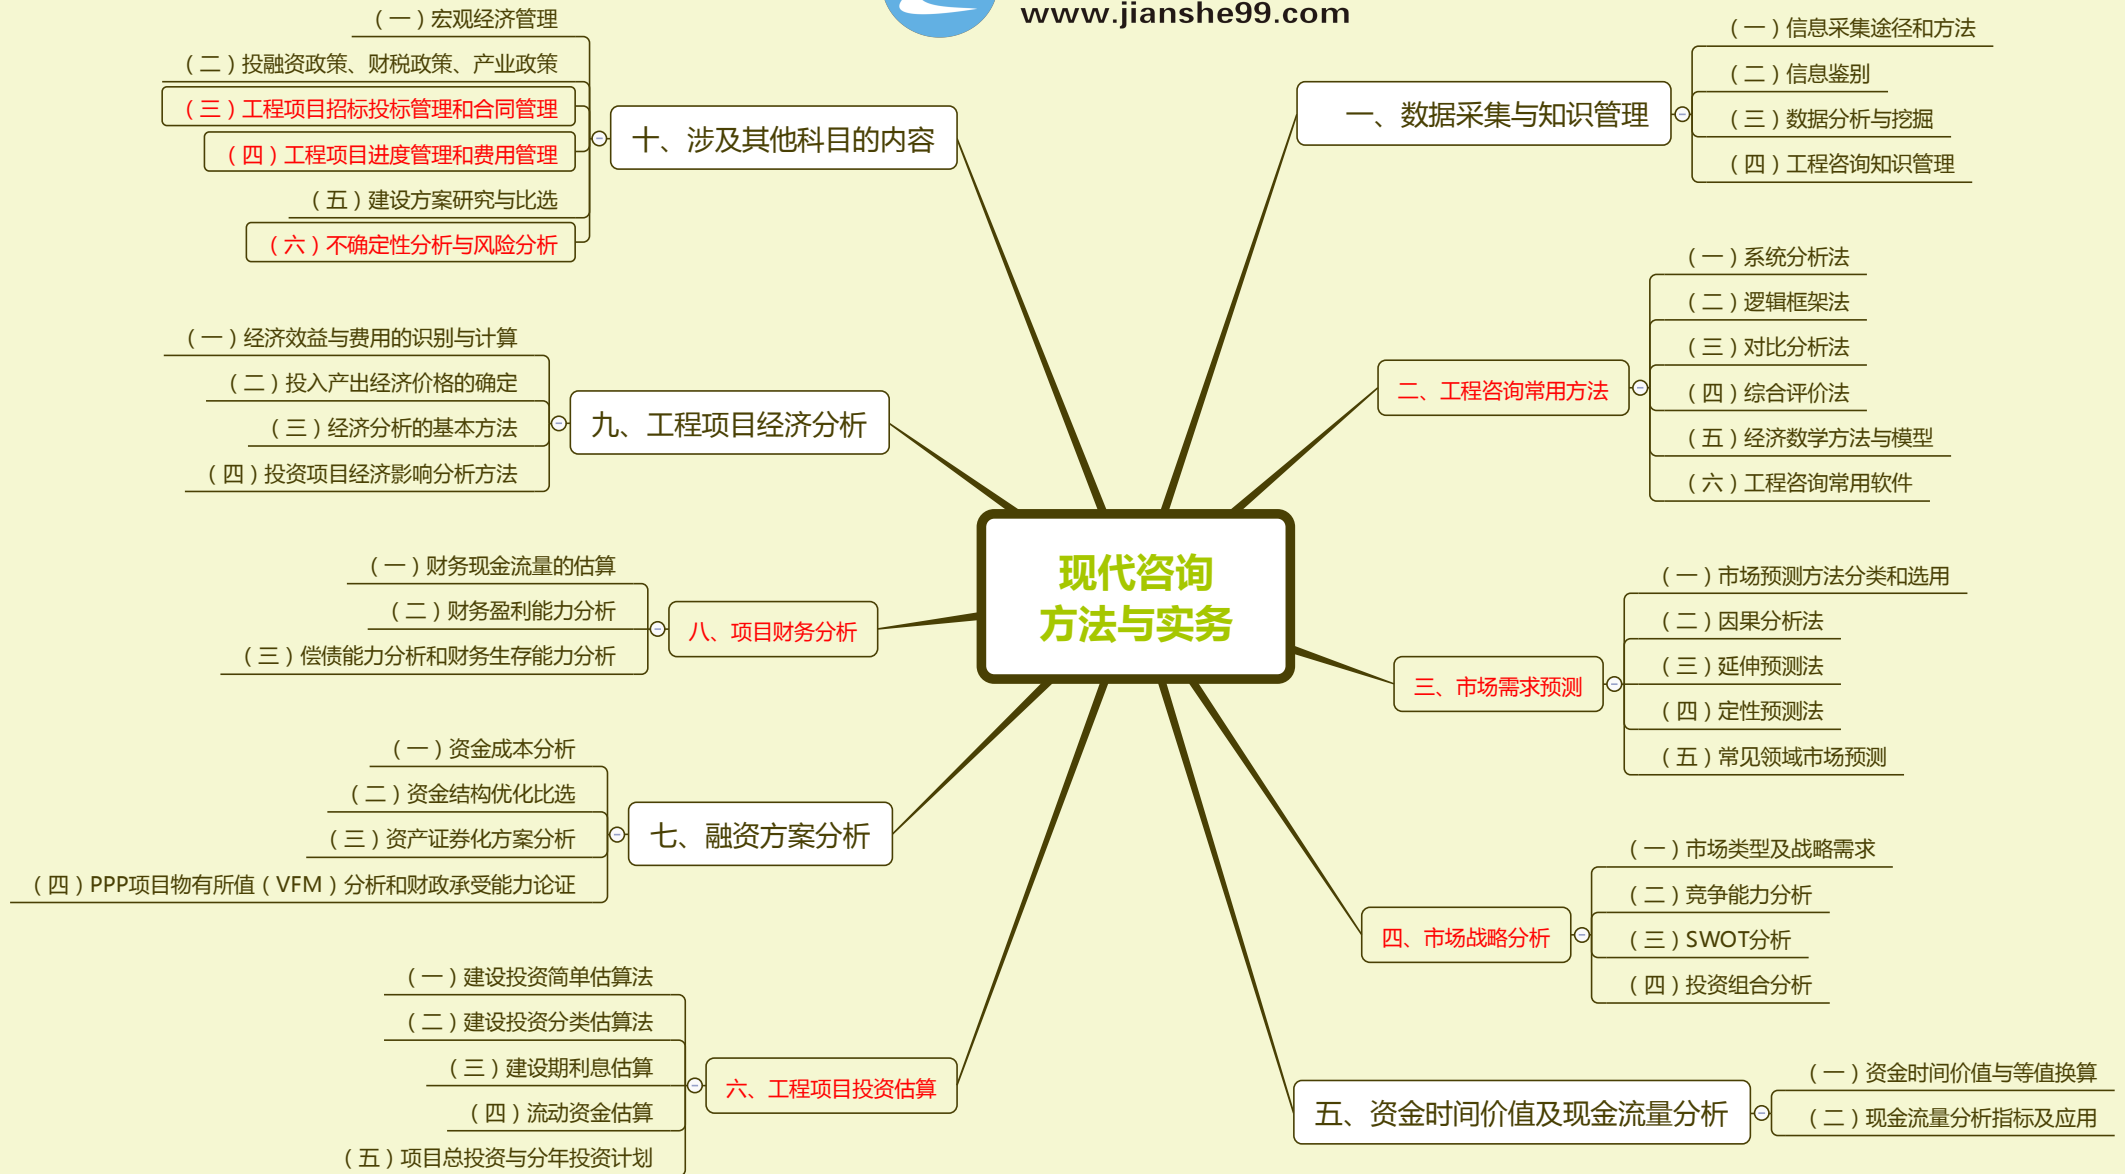 www.jianshe99.com
现代咨询
方法与实务
一、数据采集与知识管理
（一）信息采集途径和方法
（二）信息鉴别
（三）数据分析与挖掘
（四）工程咨询知识管理
二、工程咨询常用方法
（一）系统分析法
（二）逻辑框架法
（三）对比分析法
（四）综合评价法
（五）经济数学方法与模型
（六）工程咨询常用软件
三、市场需求预测
（一）市场预测方法分类和选用
（二）因果分析法
（三）延伸预测法
（四）定性预测法
（五）常见领域市场预测
四、市场战略分析
（一）市场类型及战略需求
（二）竞争能力分析
（三）SWOT分析
（四）投资组合分析
五、资金时间价值及现金流量分析
（一）资金时间价值与等值换算
（二）现金流量分析指标及应用
六、工程项目投资估算
（一）建设投资简单估算法
（二）建设投资分类估算法
（三）建设期利息估算
（四）流动资金估算
（五）项目总投资与分年投资计划
七、融资方案分析
（一）资金成本分析
（二）资金结构优化比选
（三）资产证券化方案分析
（四）PPP项目物有所值（VFM）分析和财政承受能力论证
八、项目财务分析
（一）财务现金流量的估算
（二）财务盈利能力分析
（三）偿债能力分析和财务生存能力分析
九、工程项目经济分析
（一）经济效益与费用的识别与计算
（二）投入产出经济价格的确定
（三）经济分析的基本方法
（四）投资项目经济影响分析方法
十、涉及其他科目的内容
（一）宏观经济管理
（二）投融资政策、财税政策、产业政策
（三）工程项目招标投标管理和合同管理
（四）工程项目进度管理和费用管理
（五）建设方案研究与比选
（六）不确定性分析与风险分析